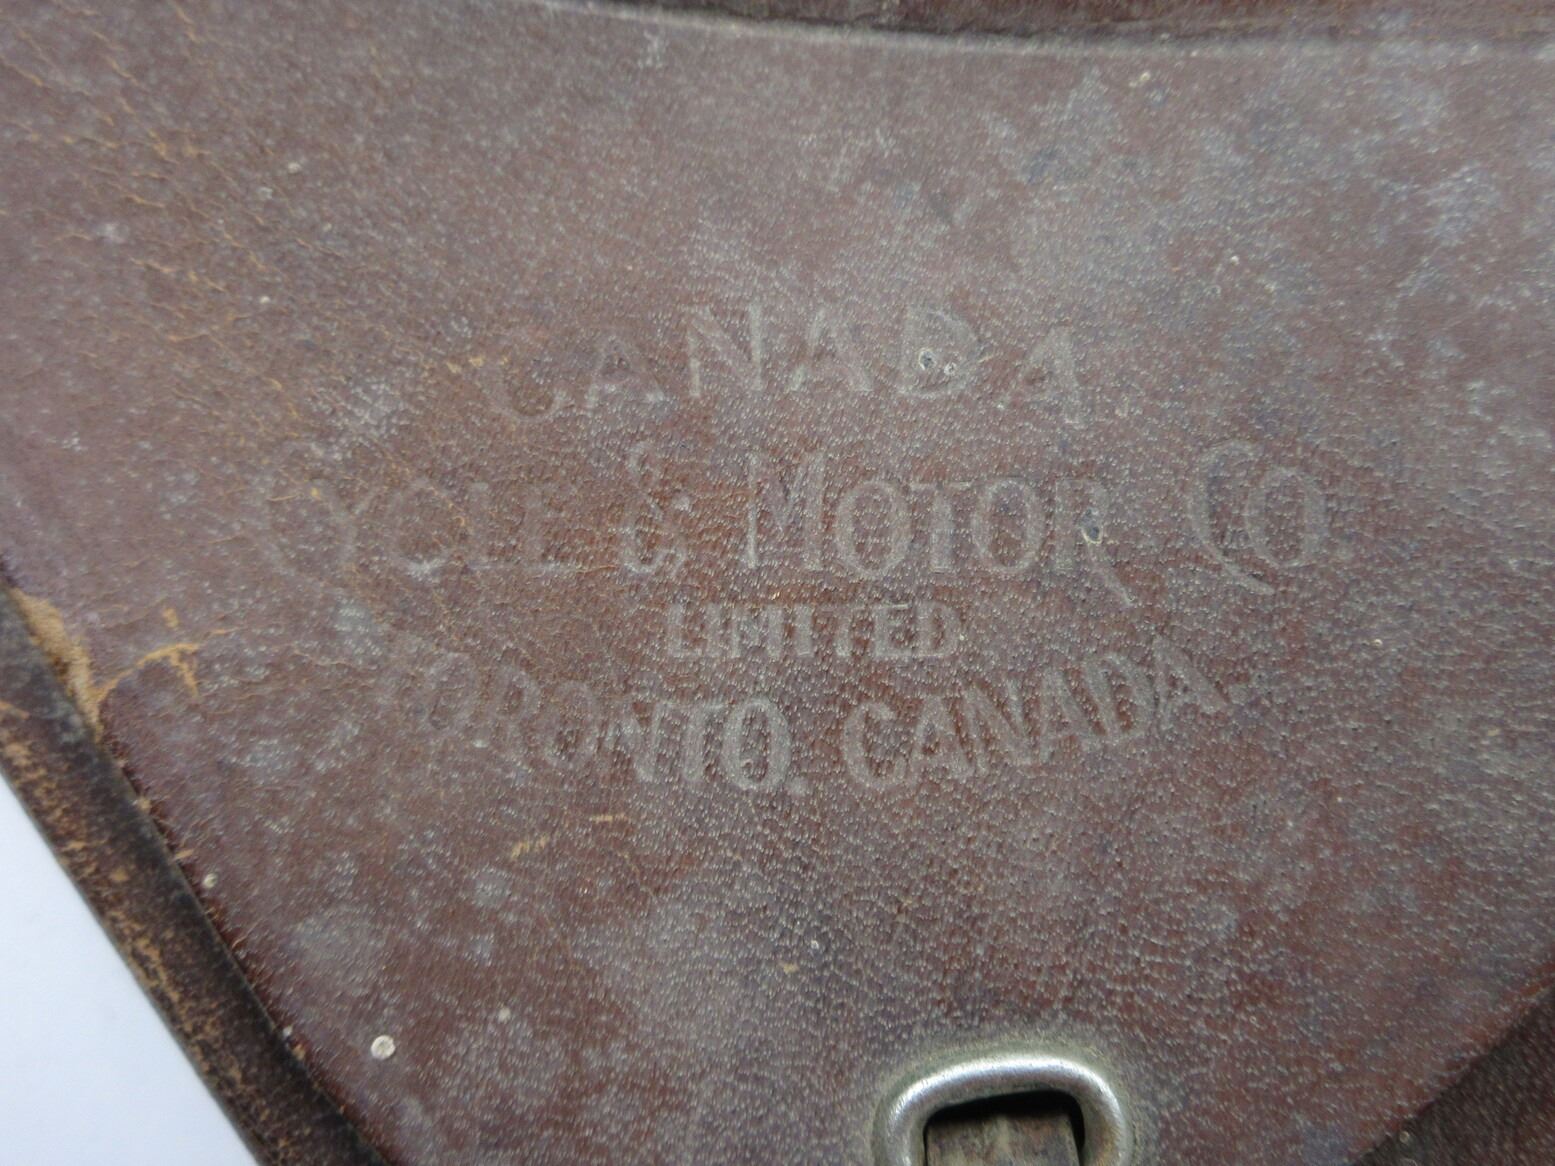 CANADA
CYCLE & MOTOR CO.
LIMITED
TORONTO, CANADA.